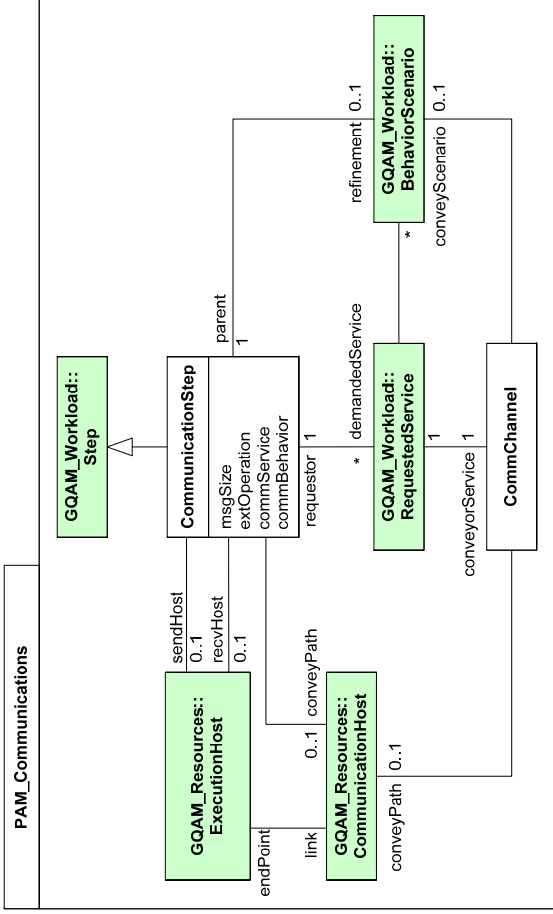 PAM_Communications
GQAM_Workload::
Step
CommunicationStep
msgSize
extOperation
commService
commBehavior
sendHost
0..1
recvHost
0..1
parent
1
GQAM_Resources::
ExecutionHost
endPoint
link
conveyPath
0..1
requestor
1
*
demandedService
refinement
0..1
GQAM_Resources::
CommunicationHost
GQAM_Workload::
RequestedService
GQAM_Workload::
BehaviorScenario
*
conveyPath
0..1
1
conveyorService
1
conveyScenario
0..1
CommChannel